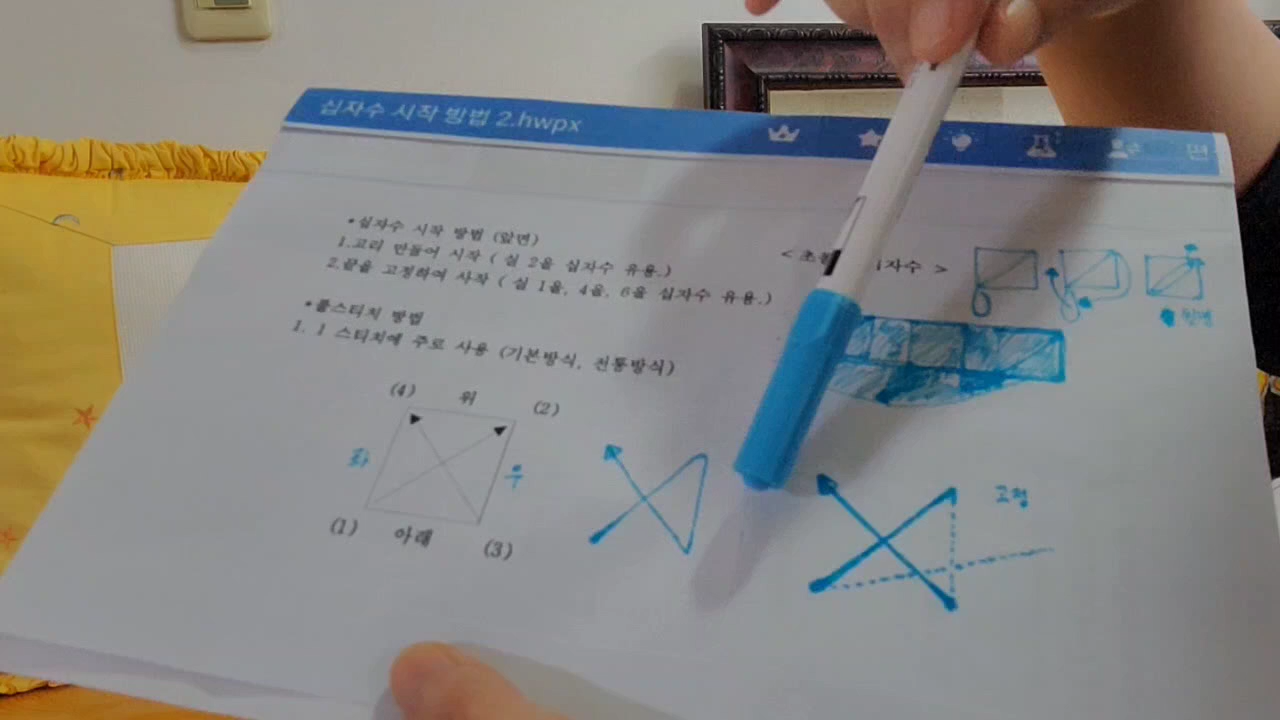 십자수 시작 방법 2.hwpx
*십자수 시작 방법 (앞면)
1.고리 만들어 시작 ( 실 2올 십자수 유용.)
2.끝을 고정하여 시작 ( 실 1올, 4올, 6올 십자수 유용.)
< 초 자수 >
*풀스티치 방법
1. 1 스티치에 주로 사용 (기본방식, 전통방식)
(4) 위 (2)
좌 우
(1) 아래 (3)
고정